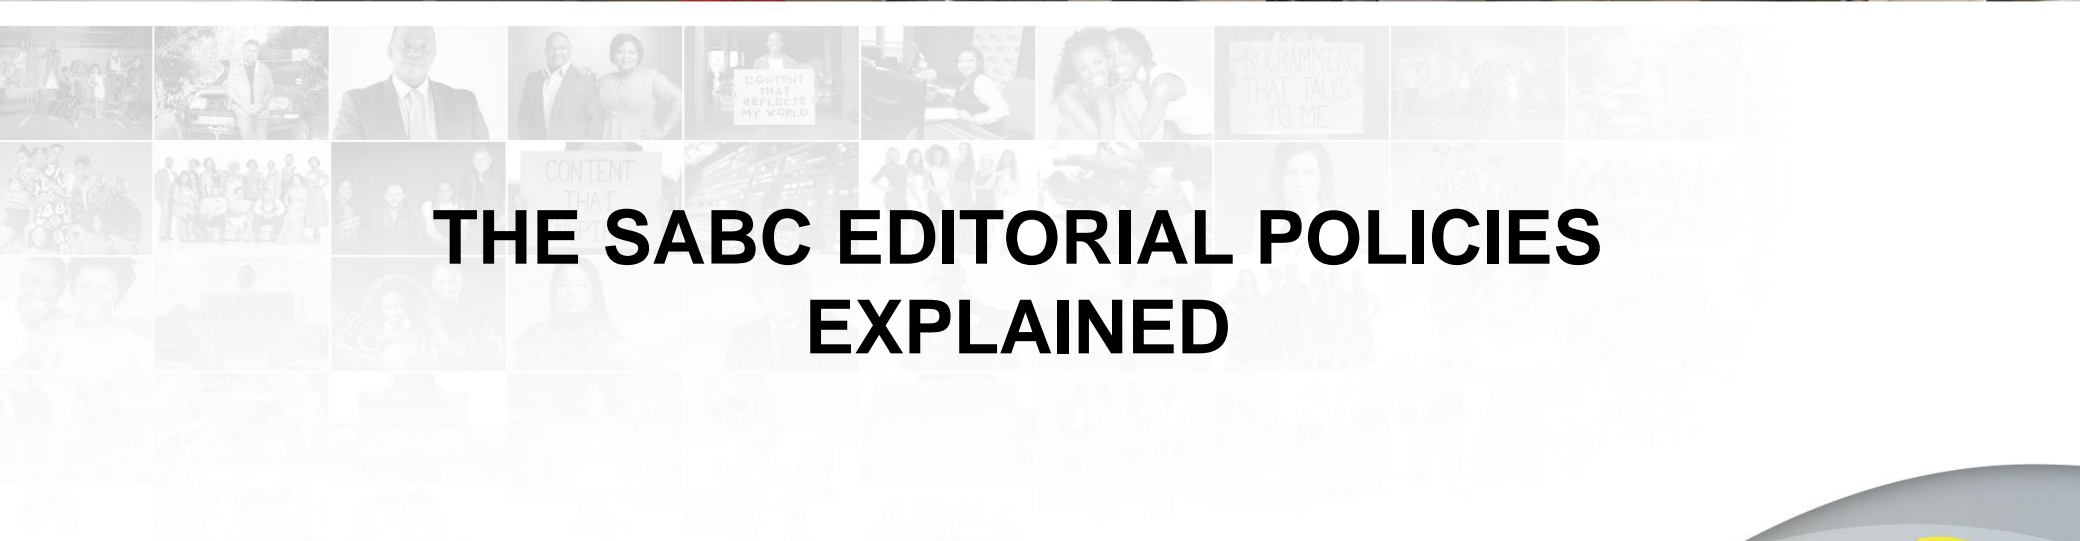 CONTENT
THAT
REFLECTS
MY WORLD
PROGRAMMING
THAT TALKS
TO ME
CONTENT
THAT
THE SABC EDITORIAL POLICIES
EXPLAINED